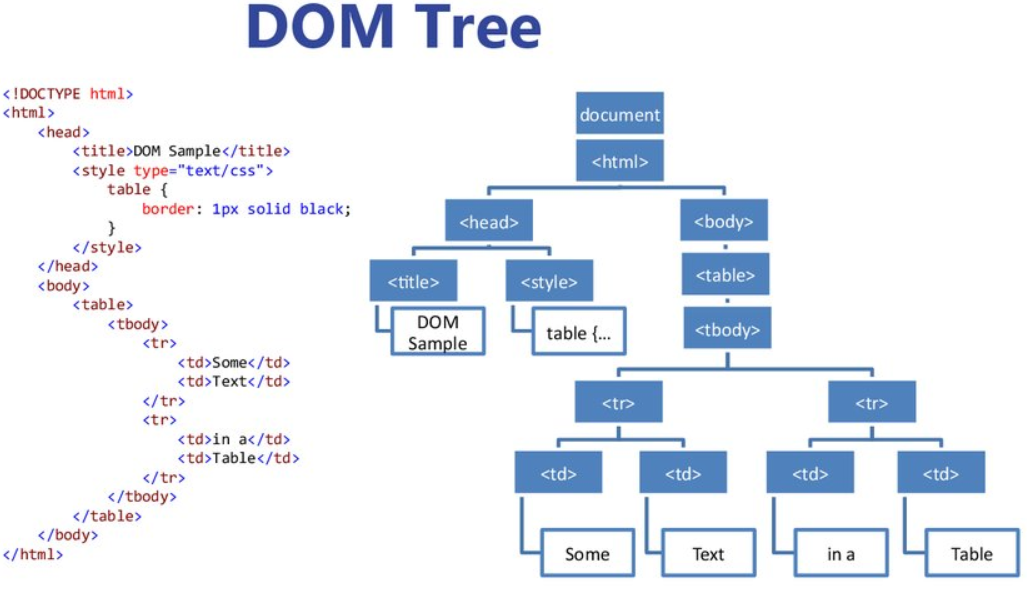 DOM Tree
<!DOCTYPE html>
<html>
<head>
<title>DOM Sample</title>
<style type="text/css">
table {
border: 1px solid black;
}
</style>
</head>
<body>
<table>
<tbody>
<tr>
<td>Some</td>
<td>Text</td>
</tr>
<tr>
<td>in a</td>
<td>Table</td>
</tr>
</tbody>
</table>
</body>
</html>
document
<html>
<head>
<body>
<title>
<style>
<table>
DOM
Sample
table {...
<tbody>
<tr>
<tr>
<td>
<td>
<td>
<td>
Some
Text
in a
Table